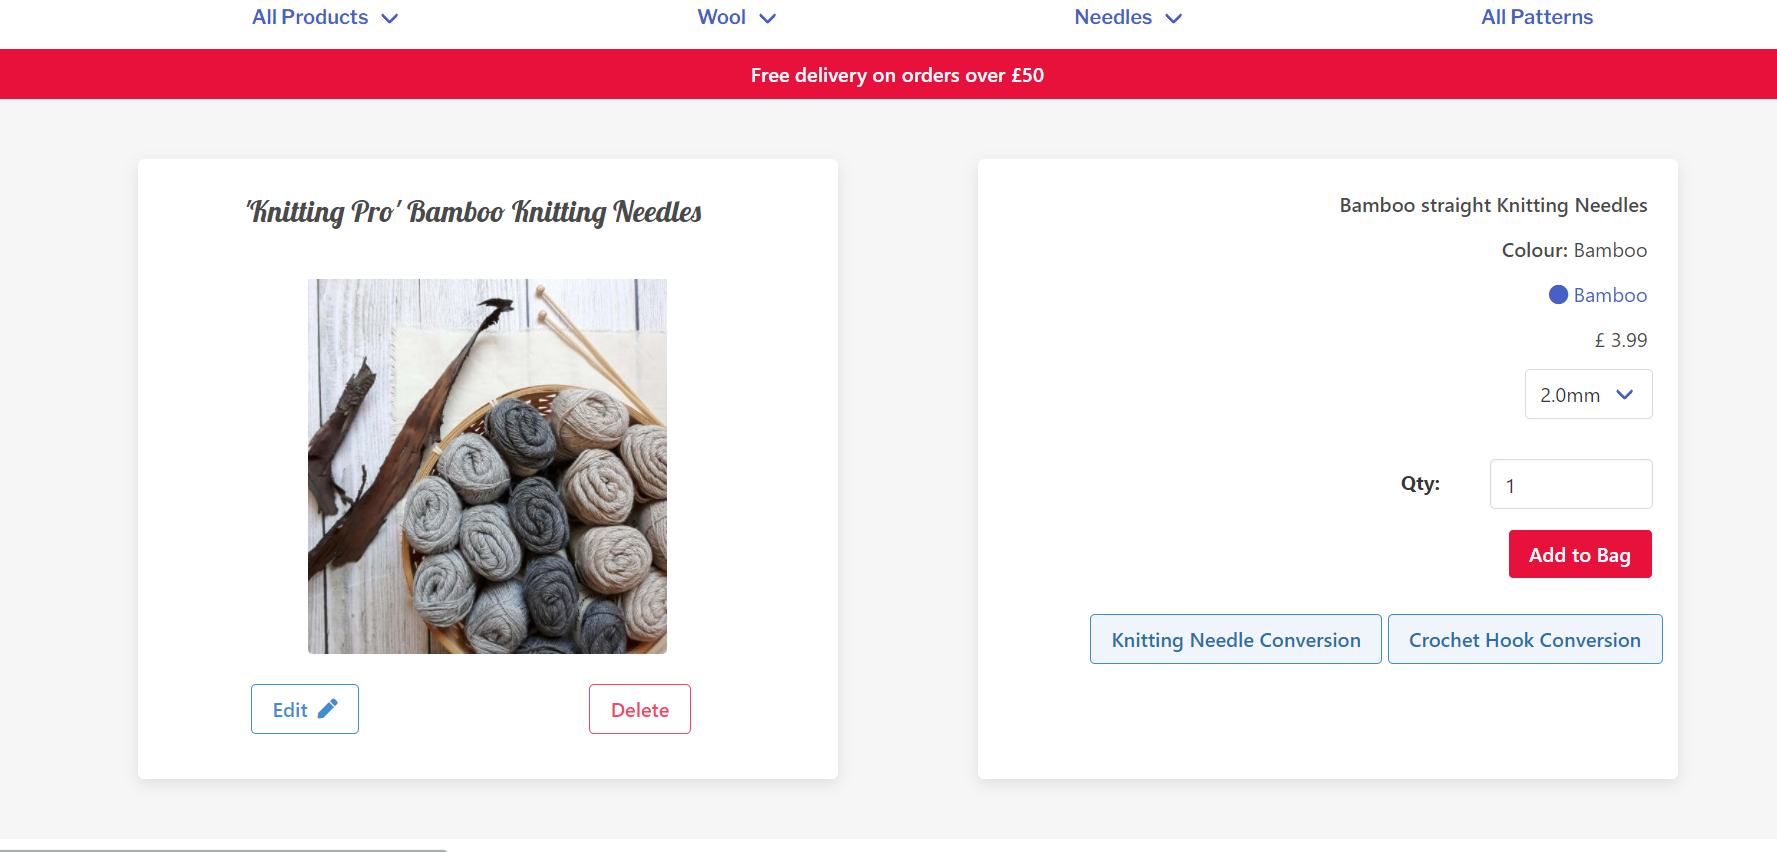 All Products
Wool
Needles
All Patterns
Free delivery on orders over £50
'Knitting Pro' Bamboo Knitting Needles
Edit
Delete
Bamboo straight Knitting Needles
Colour: Bamboo
Bamboo
£ 3.99
2.0mm
Qty: 1
Add to Bag
Knitting Needle Conversion
Crochet Hook Conversion